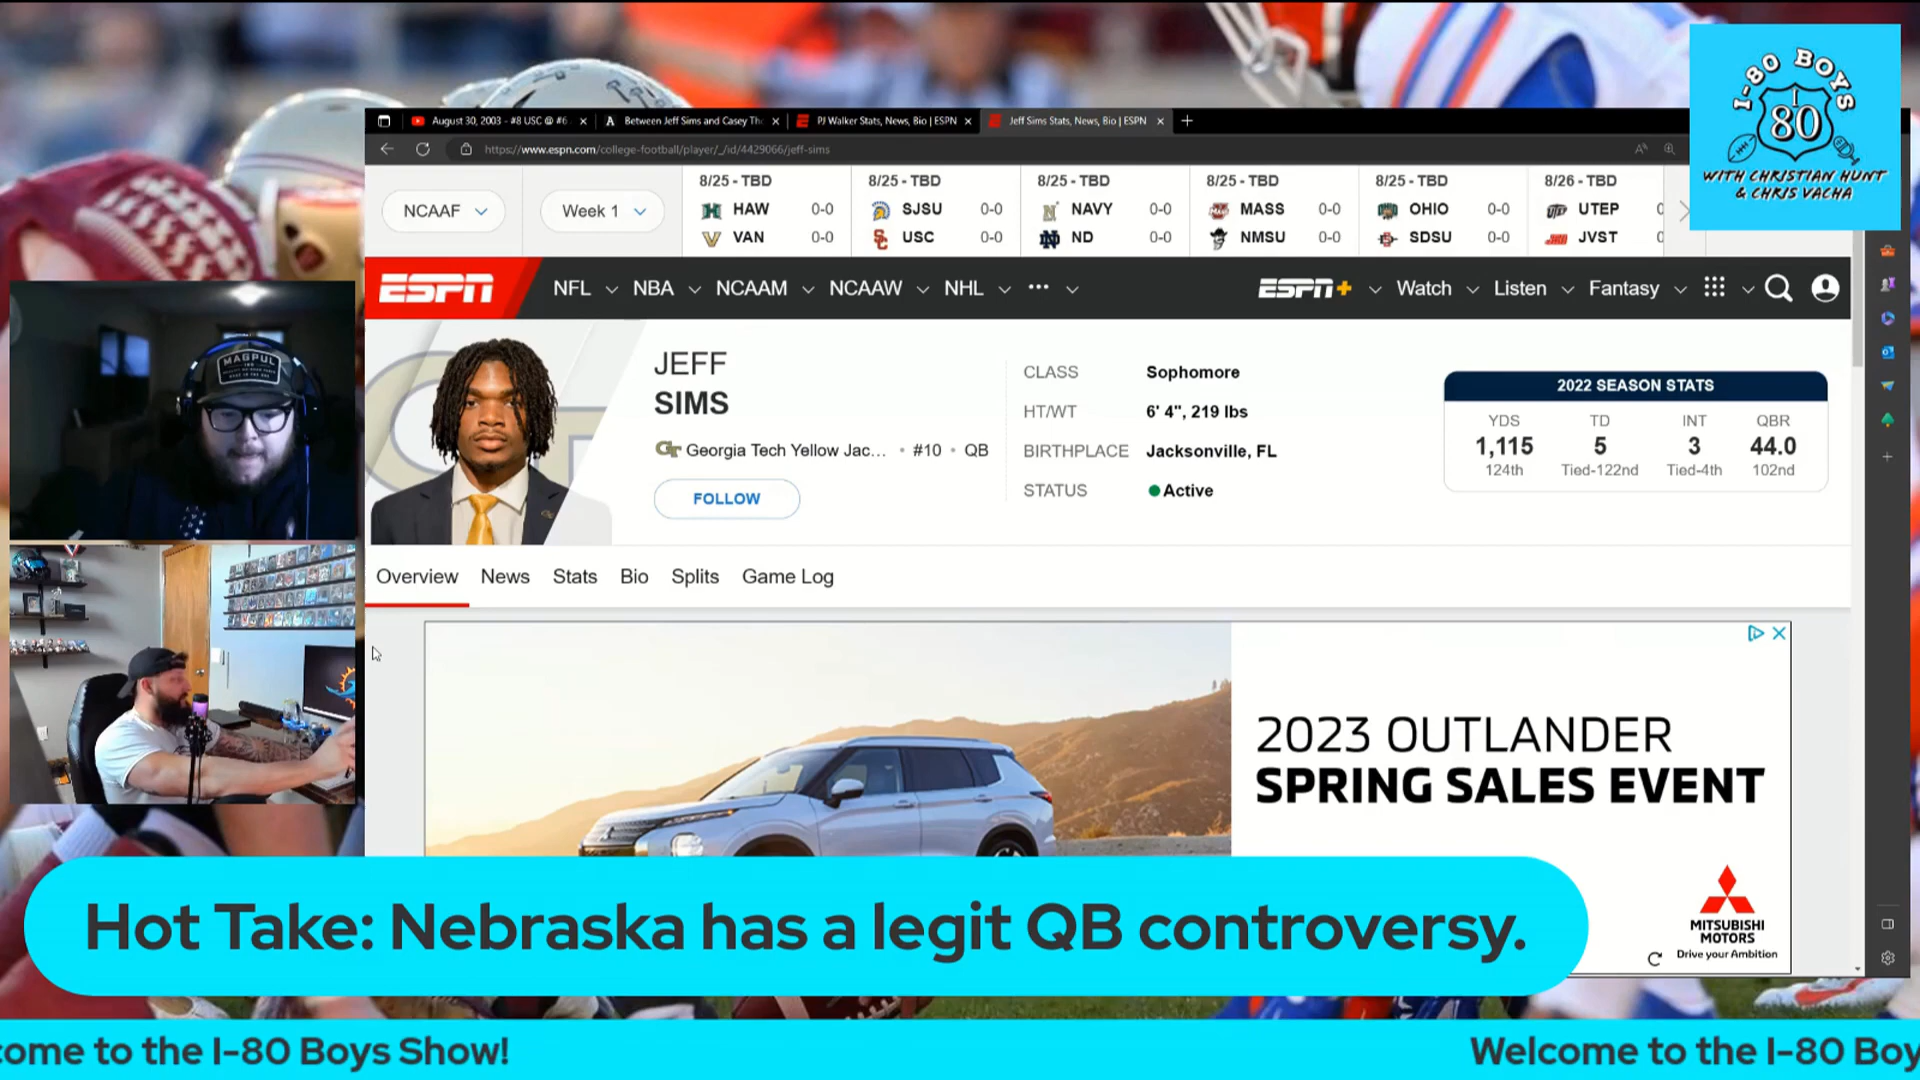 I-80 BOYS
I
80
WITH CHRISTIAN HUNT
& CHRIS VACHA
August 30, 2003 - #8 USC @ #6
Between Jeff Sims and Casey Th
PJ Walker Stats, News, Bio | ESPN
Jeff Sims Stats, News, Bio | ESPN
https://www.espn.com/college-football/player/_/id/4429066/jeff-sims
NCAAF
Week 1
8/25 - TBD
HAW 0-0
VAN 0-0
8/25 - TBD
SJSU 0-0
USC 0-0
8/25 - TBD
NAVY 0-0
ND 0-0
8/25 - TBD
MASS 0-0
NMSU 0-0
8/25 - TBD
OHIO 0-0
SDSU 0-0
8/26 - TBD
UTEP
JVST
ESPN NFL NBA NCAAM NCAAW NHL ••• ESPN+ Watch Listen Fantasy
MAGPUL
JEFF
SIMS
Georgia Tech Yellow Jac... • #10 • QB
FOLLOW
CLASS Sophomore
HT/WT 6' 4", 219 lbs
BIRTHPLACE Jacksonville, FL
STATUS Active
2022 SEASON STATS
YDS TD INT QBR
1,115 5 3 44.0
124th Tied-122nd Tied-4th 102nd
Overview News Stats Bio Splits Game Log
2023 OUTLANDER
SPRING SALES EVENT
MITSUBISHI
MOTORS
Drive your Ambition
Hot Take: Nebraska has a legit QB controversy.
come to the I-80 Boys Show!
Welcome to the I-80 Boy